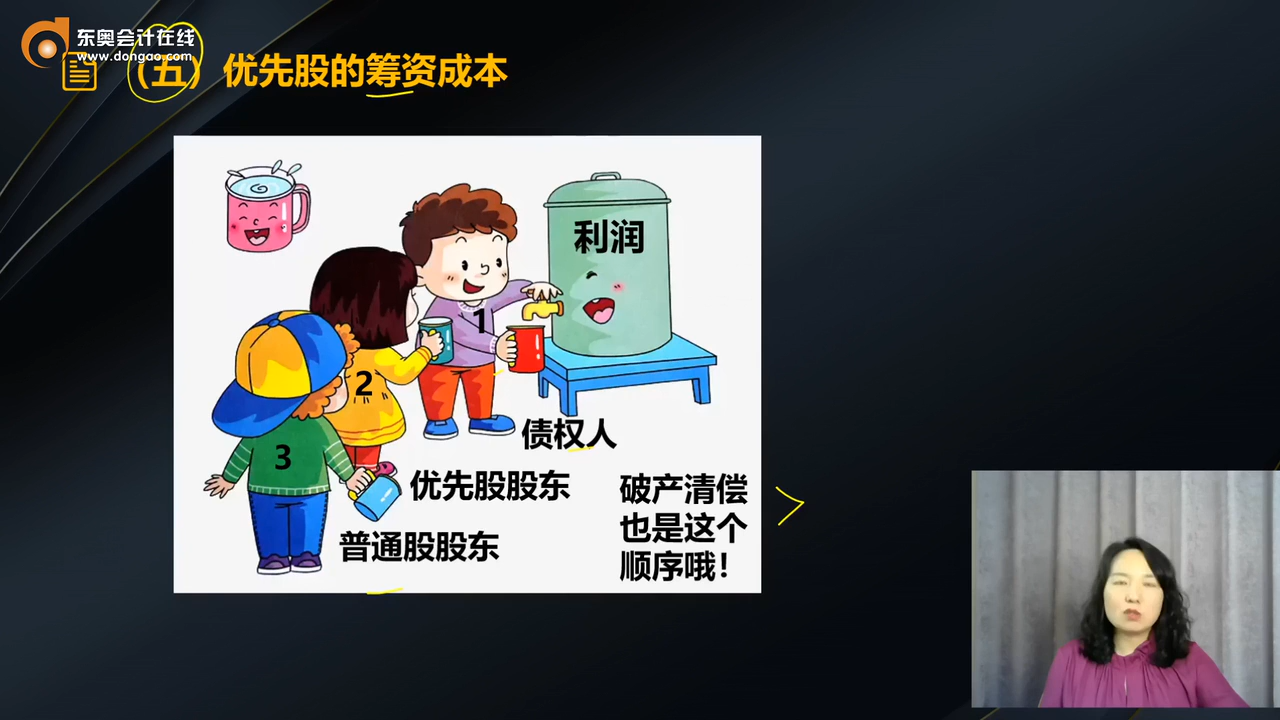 东奥会计在线
www.dongao.com
（五）优先股的筹资成本
利润
1
2
3
债权人
优先股股东
普通股股东
破产清偿
也是这个
顺序哦！